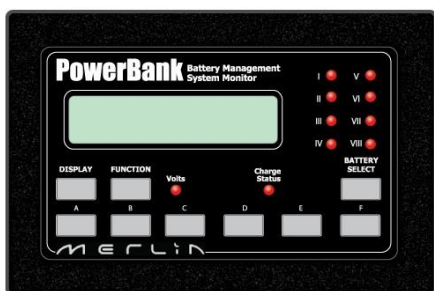 PowerBank Battery Management
System Monitor
I V
II VI
III VII
IV VIII
BATTERY
SELECT
DISPLAY FUNCTION
Volts
Charge
Status
A B C D E F
MERLIN